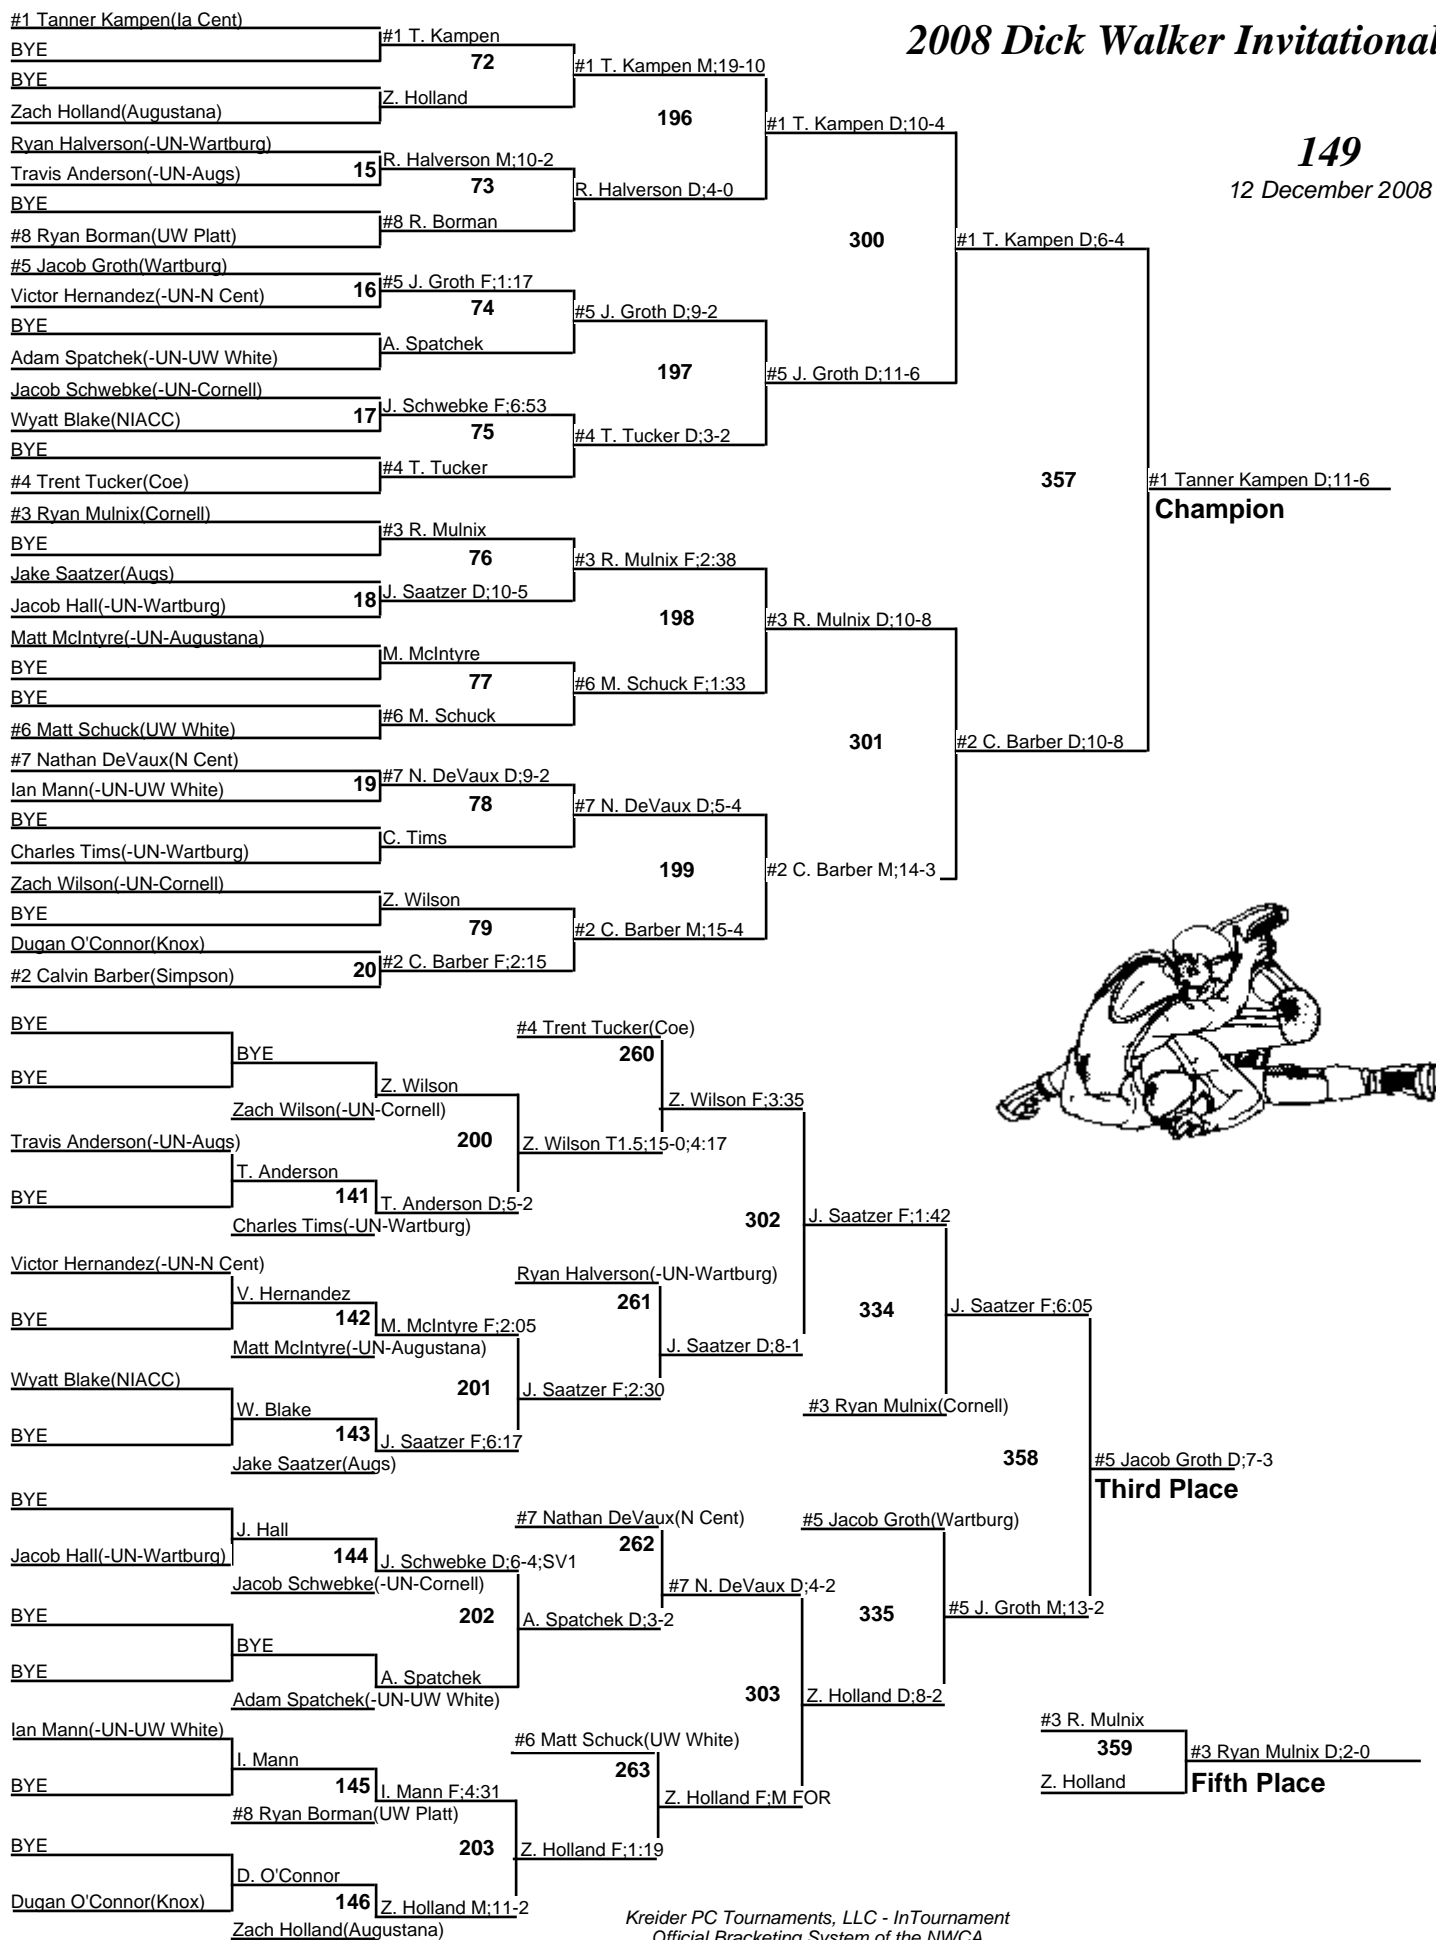 2008 Dick Walker Invitational
149
12 December 2008
#1 Tanner Kampen(Ia Cent)
BYE
#1 T. Kampen
72
BYE
Zach Holland(Augustana)
Z. Holland
#1 T. Kampen M;19-10
196
Ryan Halverson(-UN-Wartburg)
Travis Anderson(-UN-Augs)
15
R. Halverson M;10-2
73
BYE
#8 Ryan Borman(UW Platt)
#8 R. Borman
R. Halverson D;4-0
#1 T. Kampen D;10-4
300
#5 Jacob Groth(Wartburg)
Victor Hernandez(-UN-N Cent)
16
#5 J. Groth F;1:17
74
BYE
Adam Spatchek(-UN-UW White)
A. Spatchek
#5 J. Groth D;9-2
197
Jacob Schwebke(-UN-Cornell)
Wyatt Blake(NIACC)
17
J. Schwebke F;6:53
75
BYE
#4 Trent Tucker(Coe)
#4 T. Tucker
#4 T. Tucker D;3-2
#5 J. Groth D;11-6
#1 T. Kampen D;6-4
357
#1 Tanner Kampen D;11-6
Champion
#3 Ryan Mulnix(Cornell)
BYE
#3 R. Mulnix
76
Jake Saatzer(Augs)
Jacob Hall(-UN-Wartburg)
18
J. Saatzer D;10-5
#3 R. Mulnix F;2:38
198
Matt McIntyre(-UN-Augustana)
BYE
M. McIntyre
77
BYE
#6 Matt Schuck(UW White)
#6 M. Schuck
#6 M. Schuck F;1:33
#3 R. Mulnix D;10-8
301
#7 Nathan DeVaux(N Cent)
Ian Mann(-UN-UW White)
19
#7 N. DeVaux D;9-2
78
BYE
Charles Tims(-UN-Wartburg)
C. Tims
#7 N. DeVaux D;5-4
199
Zach Wilson(-UN-Cornell)
BYE
Z. Wilson
79
Dugan O'Connor(Knox)
#2 Calvin Barber(Simpson)
20
#2 C. Barber F;2:15
#2 C. Barber M;15-4
#2 C. Barber M;14-3
#2 C. Barber D;10-8
BYE
BYE
BYE
Zach Wilson(-UN-Cornell)
Z. Wilson
200
Travis Anderson(-UN-Augs)
BYE
T. Anderson
141
Charles Tims(-UN-Wartburg)
T. Anderson D;5-2
#4 Trent Tucker(Coe)
260
Z. Wilson T1.5;15-0;4:17
Z. Wilson F;3:35
302
Victor Hernandez(-UN-N Cent)
BYE
V. Hernandez
142
Matt McIntyre(-UN-Augustana)
M. McIntyre F;2:05
201
Wyatt Blake(NIACC)
BYE
W. Blake
143
Jake Saatzer(Augs)
J. Saatzer F;6:17
Ryan Halverson(-UN-Wartburg)
261
J. Saatzer F;2:30
J. Saatzer D;8-1
J. Saatzer F;1:42
334
#3 Ryan Mulnix(Cornell)
J. Saatzer F;6:05
358
#5 Jacob Groth D;7-3
Third Place
BYE
Jacob Hall(-UN-Wartburg)
J. Hall
144
Jacob Schwebke(-UN-Cornell)
J. Schwebke D;6-4;SV1
202
BYE
BYE
BYE
Adam Spatchek(-UN-UW White)
A. Spatchek
#7 Nathan DeVaux(N Cent)
262
A. Spatchek D;3-2
#7 N. DeVaux D;4-2
303
#5 Jacob Groth(Wartburg)
335
#5 J. Groth M;13-2
Z. Holland D;8-2
Ian Mann(-UN-UW White)
BYE
I. Mann
145
#8 Ryan Borman(UW Platt)
I. Mann F;4:31
203
BYE
Dugan O'Connor(Knox)
D. O'Connor
146
Zach Holland(Augustana)
Z. Holland M;11-2
#6 Matt Schuck(UW White)
263
Z. Holland F;1:19
Z. Holland F;M FOR
#3 R. Mulnix
359
Z. Holland
#3 Ryan Mulnix D;2-0
Fifth Place
Kreider PC Tournaments, LLC - InTournament
Official Bracketing System of the NWCA